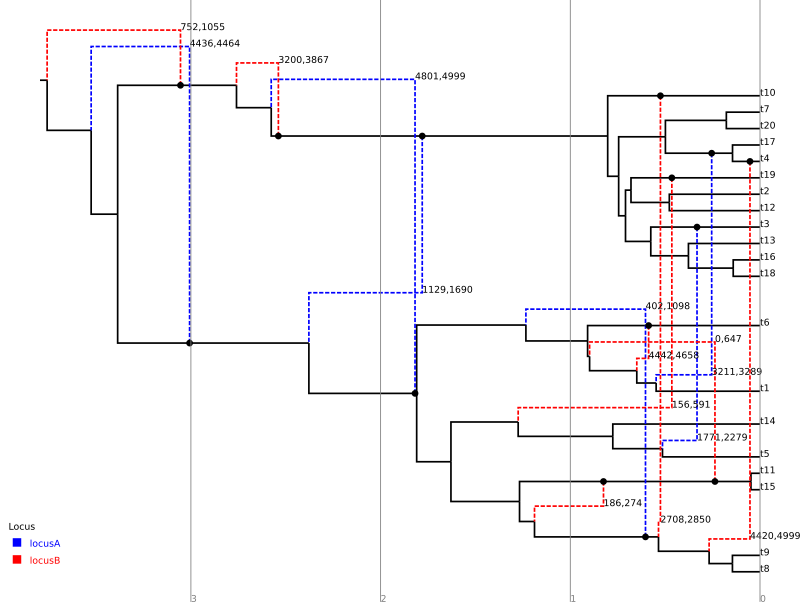 752,1055
4436,4464
3200,3867
4801,4999
t10
t7
t20
t17
t4
t19
t2
t12
t3
t13
t16
t18
1129,1690
402,1098
t6
0,647
4442,4658
3211,3289
t1
156,591
t14
1771,2279
t5
t11
t15
186,274
2708,2850
4420,4999
t9
t8
Locus
locusA
locusB
3
2
1
0